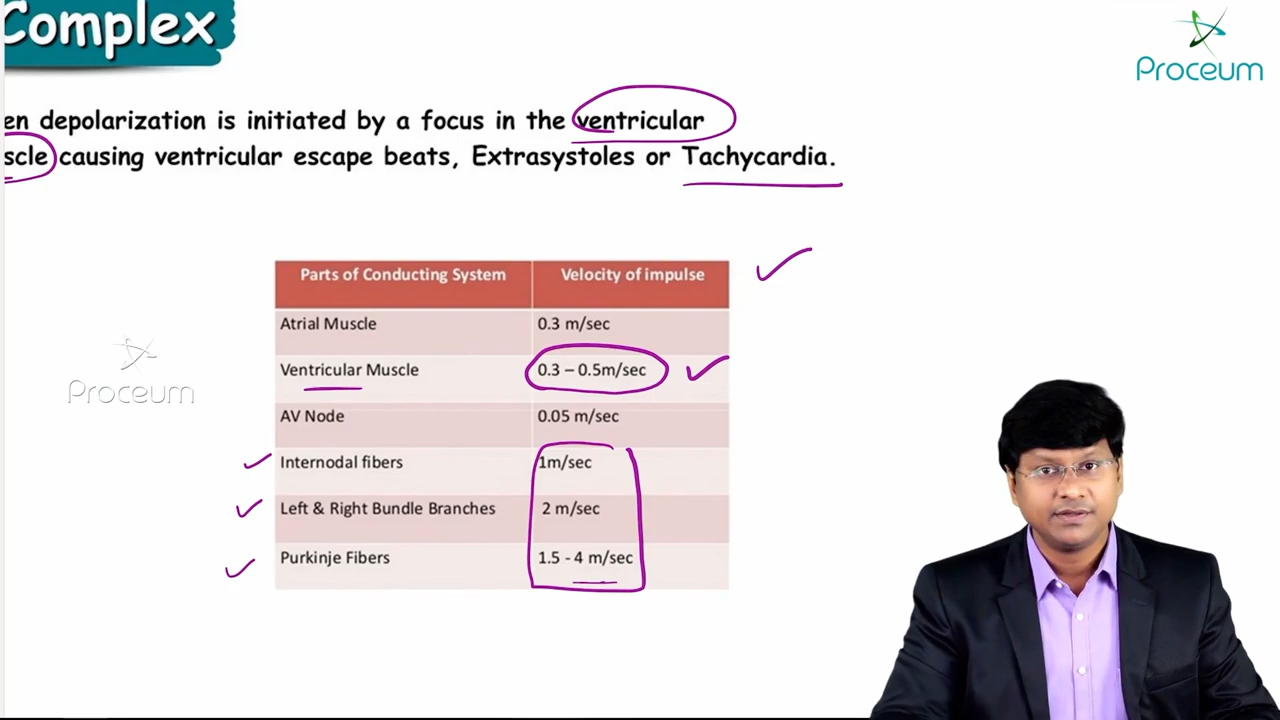 Complex
Proceum
en depolarization is initiated by a focus in the ventricular
scle causing ventricular escape beats, Extrasystoles or Tachycardia.
Parts of Conducting System Velocity of impulse
Atrial Muscle 0.3 m/sec
Ventricular Muscle 0.3 – 0.5m/sec
AV Node 0.05 m/sec
Internodal fibers 1m/sec
Left & Right Bundle Branches 2 m/sec
Purkinje Fibers 1.5 - 4 m/sec
Proceum